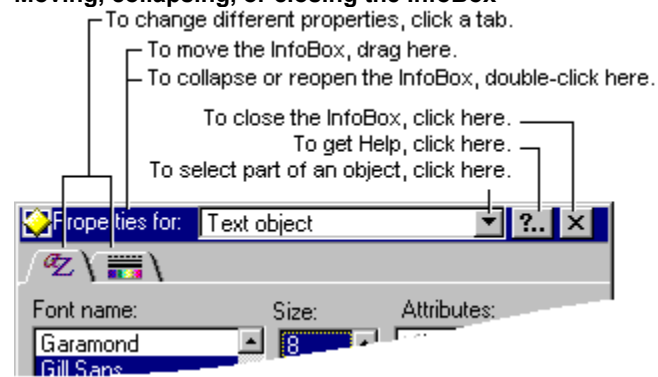 Moving, collapsing, or closing the InfoBox
To change different properties, click a tab.
To move the InfoBox, drag here.
To collapse or reopen the InfoBox, double-click here.
To close the InfoBox, click here.
To get Help, click here.
To select part of an object, click here.
Properties for: Text object ?..
Font name: Size: Attributes:
Garamond 8
Gill Sans